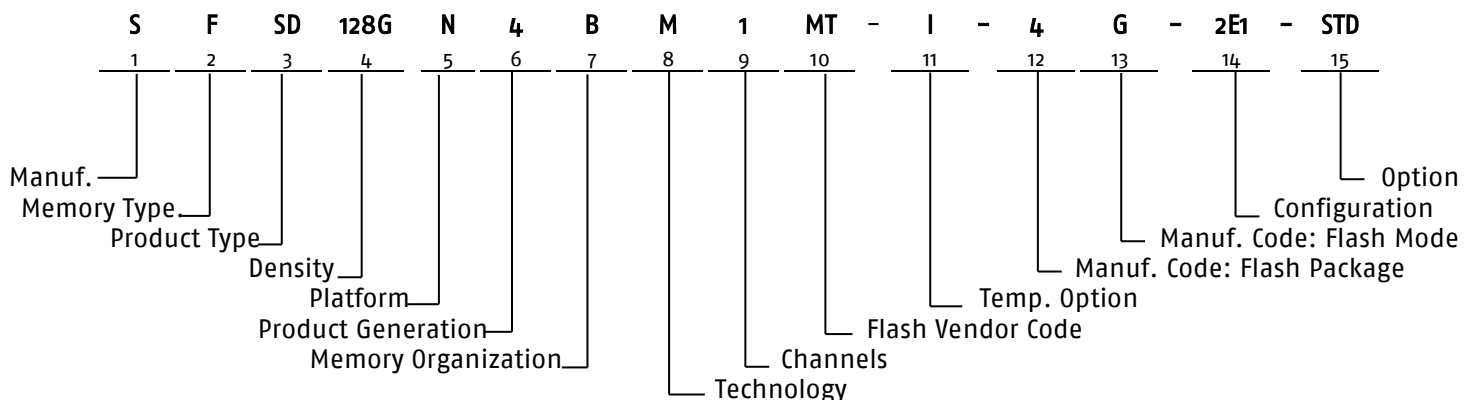 S F SD 128G N 4 B M 1 MT - I - 4 G - 2E1 - STD
1 2 3 4 5 6 7 8 9 10 11 12 13 14 15
Manuf. Option
Memory Type. Configuration
Product Type Manuf. Code: Flash Mode
Density Manuf. Code: Flash Package
Platform Temp. Option
Product Generation Flash Vendor Code
Memory Organization Channels
Technology